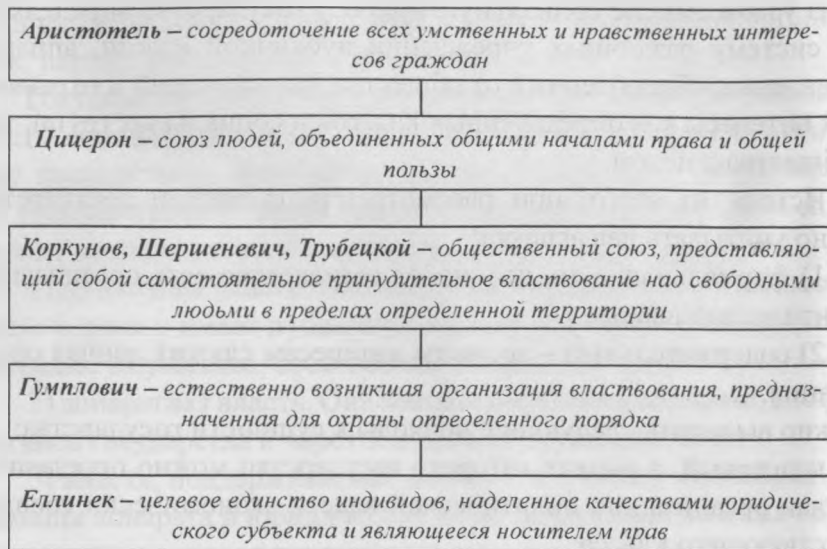 Аристотель – сосредоточение всех умственных и нравственных интере-
сов граждан
Цицерон – союз людей, объединенных общими началами права и общей
пользы
Коркунов, Шершеневич, Трубецкой – общественный союз, представляю-
щий собой самостоятельное принудительное властвование над свободными
людьми в пределах определенной территории
Гумплович – естественно возникшая организация властвования, предназ-
наченная для охраны определенного порядка
Еллинек – целевое единство индивидов, наделенное качествами юридиче-
ского субъекта и являющееся носителем прав